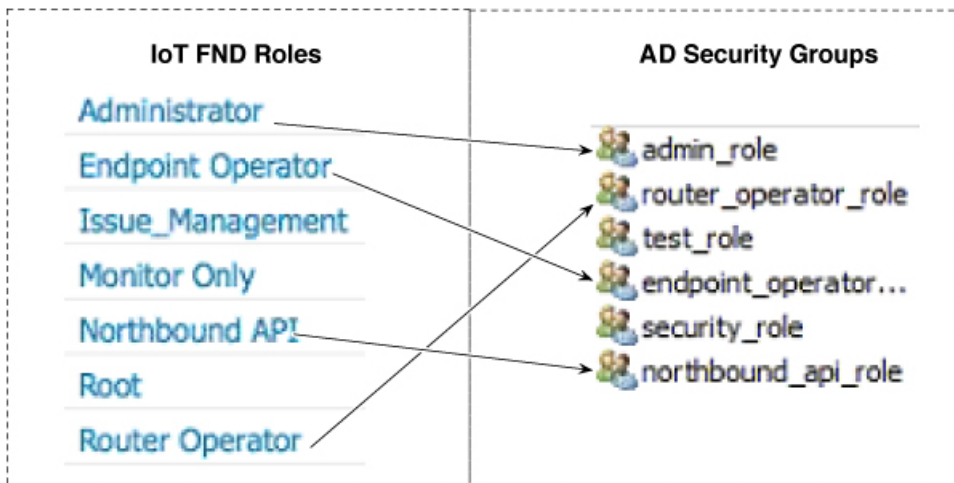 IoT FND Roles
Administrator
Endpoint Operator
Issue_Management
Monitor Only
Northbound API
Root
Router Operator
AD Security Groups
admin_role
router_operator_role
test_role
endpoint_operator...
security_role
northbound_api_role